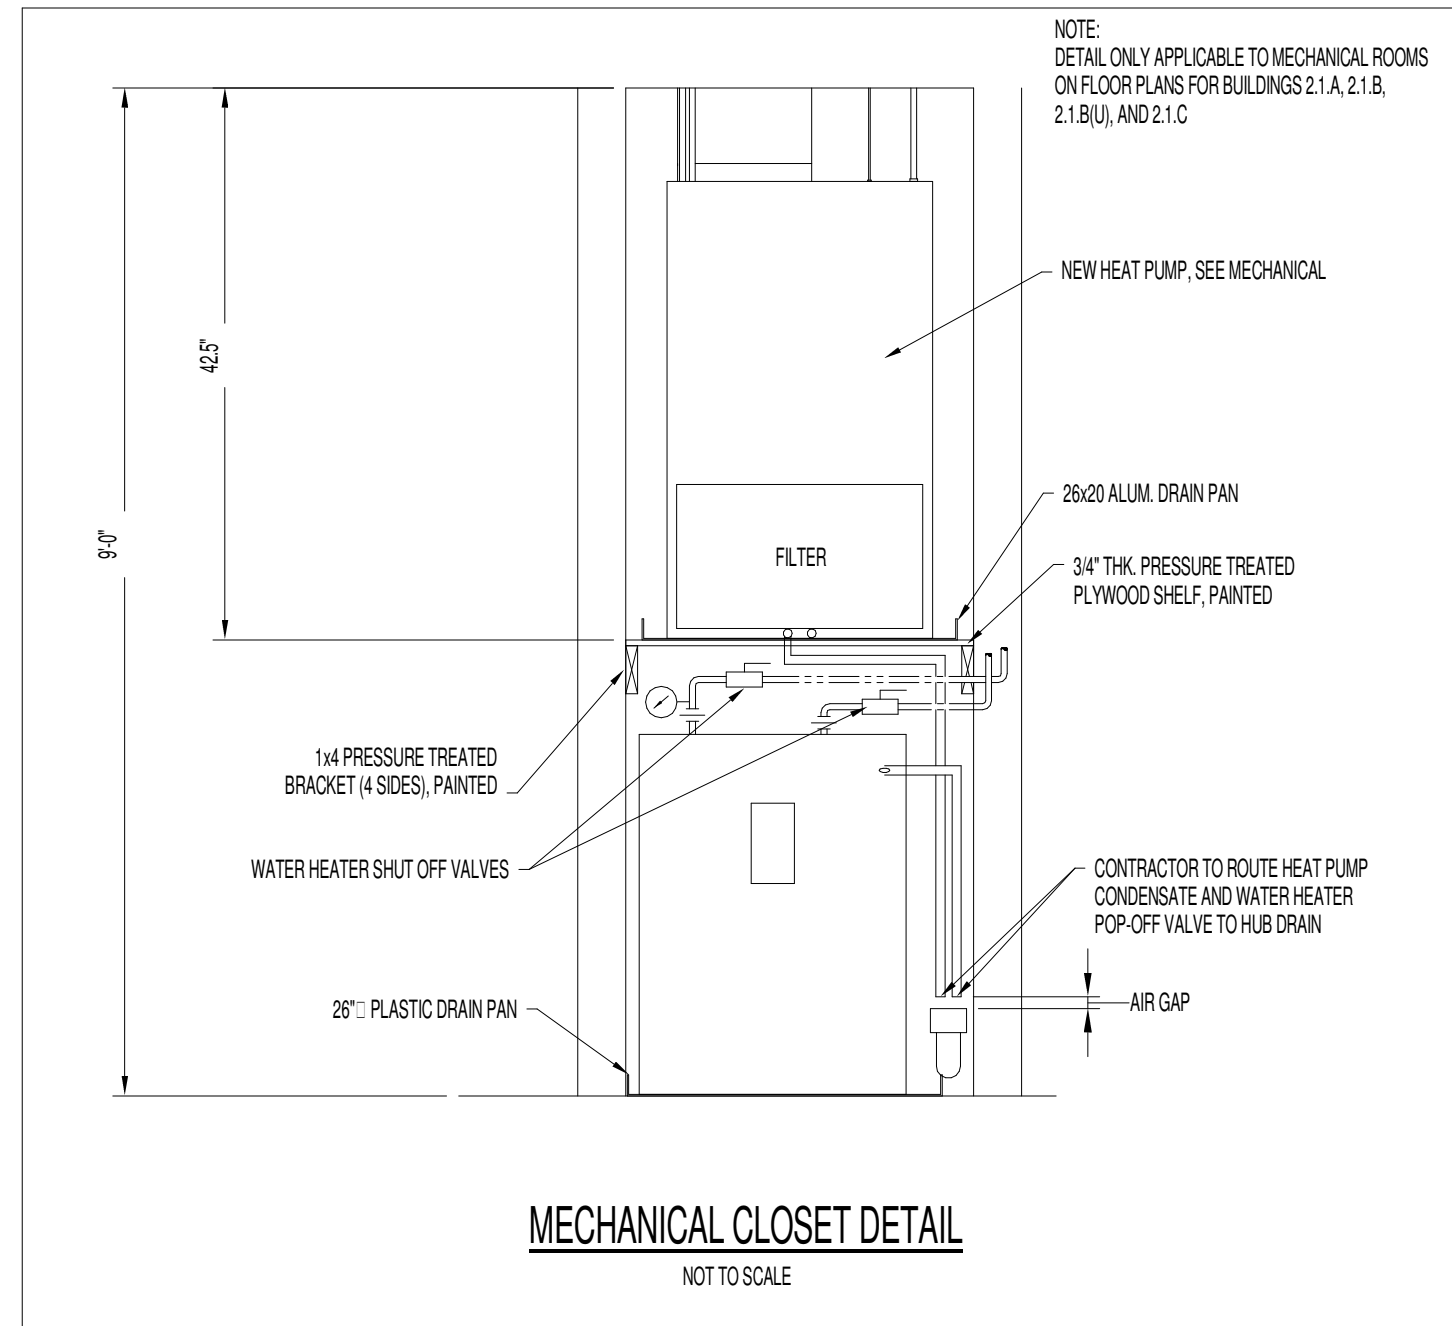 NOTE:
DETAIL ONLY APPLICABLE TO MECHANICAL ROOMS
ON FLOOR PLANS FOR BUILDINGS 2.1.A, 2.1.B,
2.1.B(U), AND 2.1.C
NEW HEAT PUMP, SEE MECHANICAL
42.5"
26x20 ALUM. DRAIN PAN
9'-0"
FILTER
3/4" THK. PRESSURE TREATED
PLYWOOD SHELF, PAINTED
1x4 PRESSURE TREATED
BRACKET (4 SIDES), PAINTED
WATER HEATER SHUT OFF VALVES
CONTRACTOR TO ROUTE HEAT PUMP
CONDENSATE AND WATER HEATER
POP-OFF VALVE TO HUB DRAIN
26"□ PLASTIC DRAIN PAN
AIR GAP
MECHANICAL CLOSET DETAIL
NOT TO SCALE